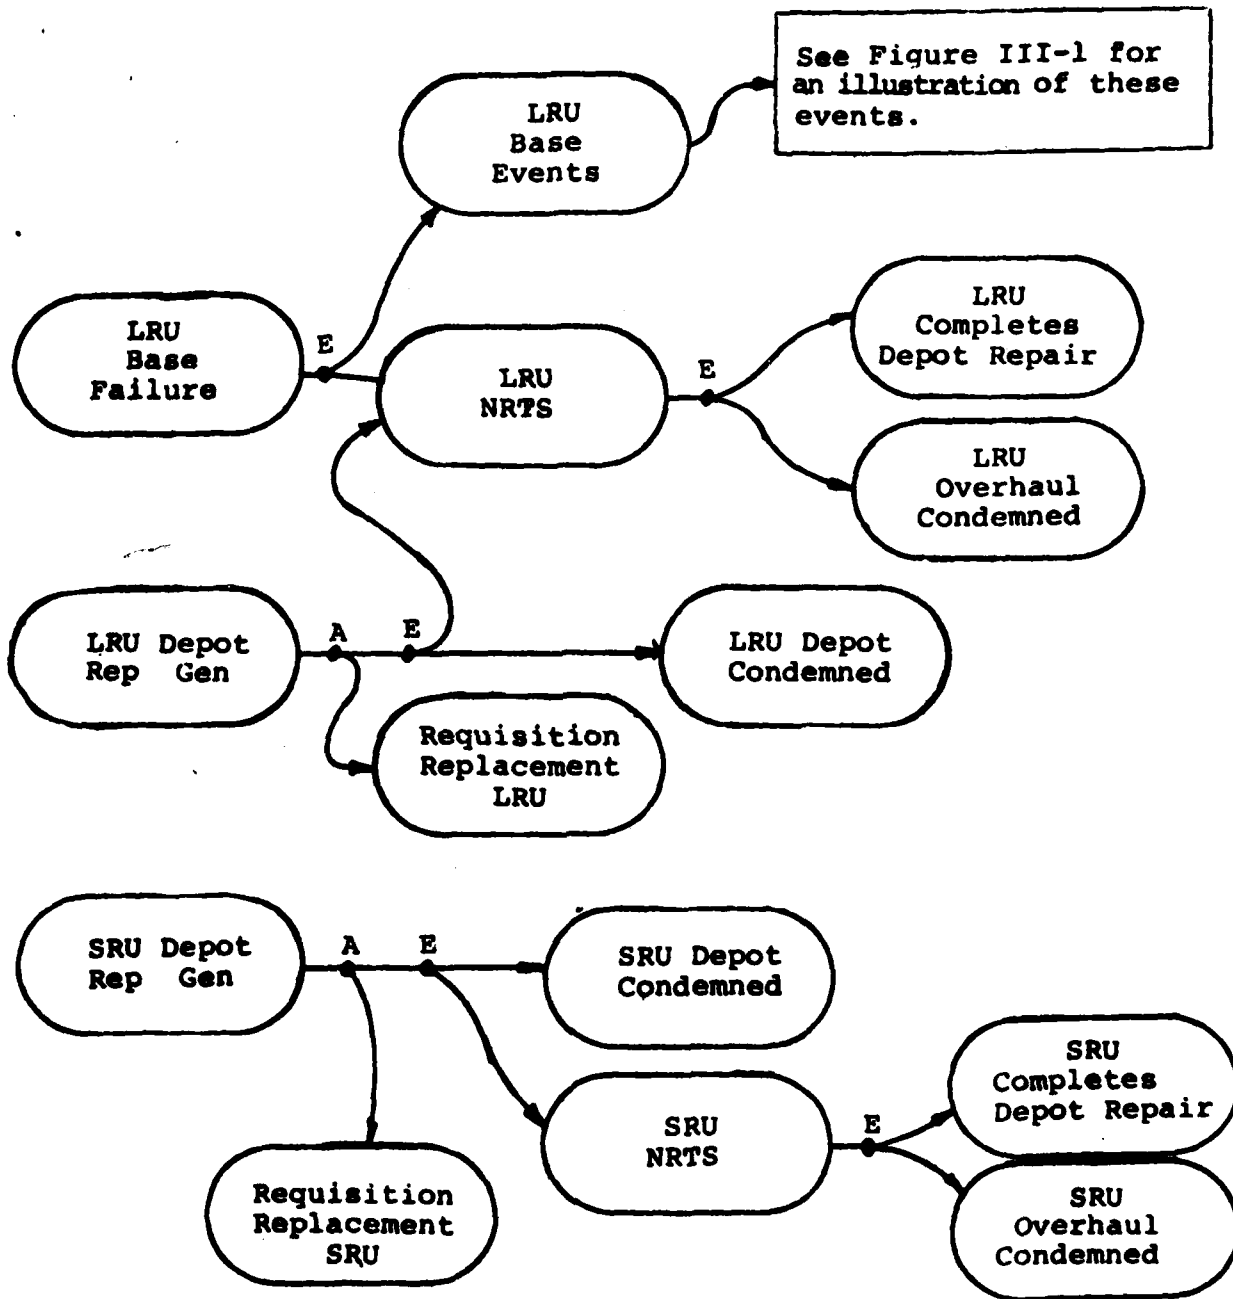 See Figure III-1 for
an illustration of these
events.
LRU
Base
Events
LRU
Base
Failure
E
LRU
NRTS
E
LRU
Completes
Depot Repair
LRU
Overhaul
Condemned
LRU Depot
Rep Gen
A
E
LRU Depot
Condemned
Requisition
Replacement
LRU
SRU Depot
Rep Gen
A
E
SRU Depot
Condemned
SRU
NRTS
E
SRU
Completes
Depot Repair
SRU
Overhaul
Condemned
Requisition
Replacement
SRU